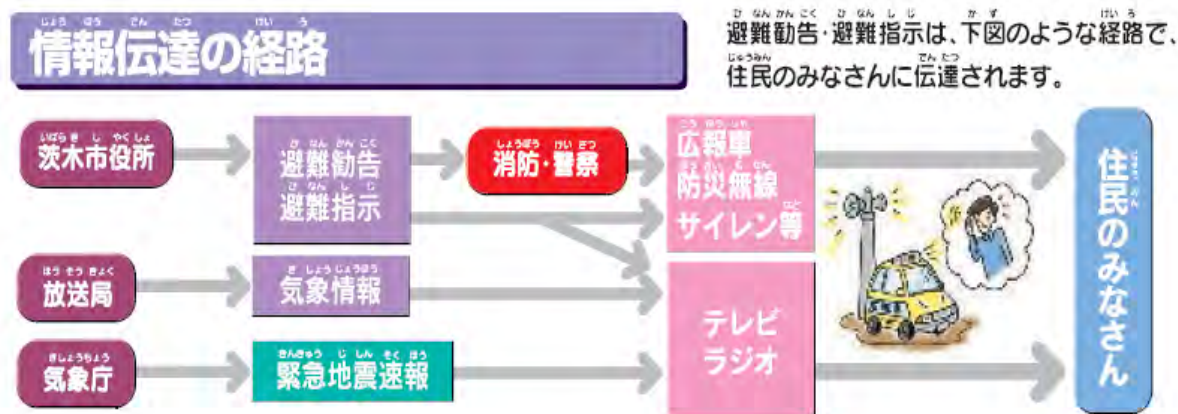 情報伝達の経路
避難勧告・避難指示は、下図のような経路で、
住民のみなさんに伝達されます。
茨木市役所
避難勧告
避難指示
消防・警察
広報車
防災無線
サイレン等
放送局
気象情報
テレビ
ラジオ
気象庁
緊急地震速報
住民のみなさん